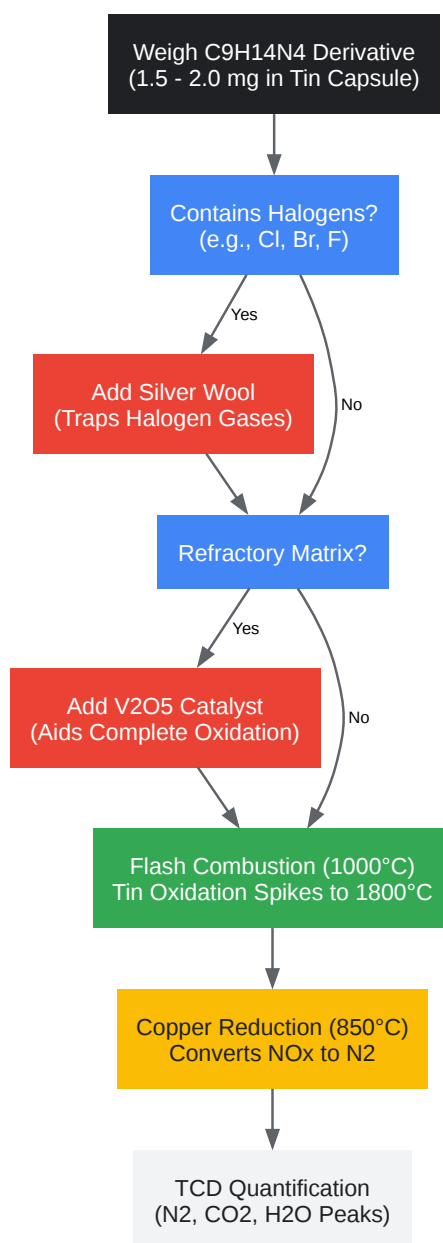 Weigh C9H14N4 Derivative
(1.5 - 2.0 mg in Tin Capsule)
Contains Halogens?
(e.g., Cl, Br, F)
Yes
Add Silver Wool
(Traps Halogen Gases)
No
Refractory Matrix?
Yes
Add V2O5 Catalyst
(Aids Complete Oxidation)
No
Flash Combustion (1000°C)
Tin Oxidation Spikes to 1800°C
Copper Reduction (850°C)
Converts NOx to N2
TCD Quantification
(N2, CO2, H2O Peaks)